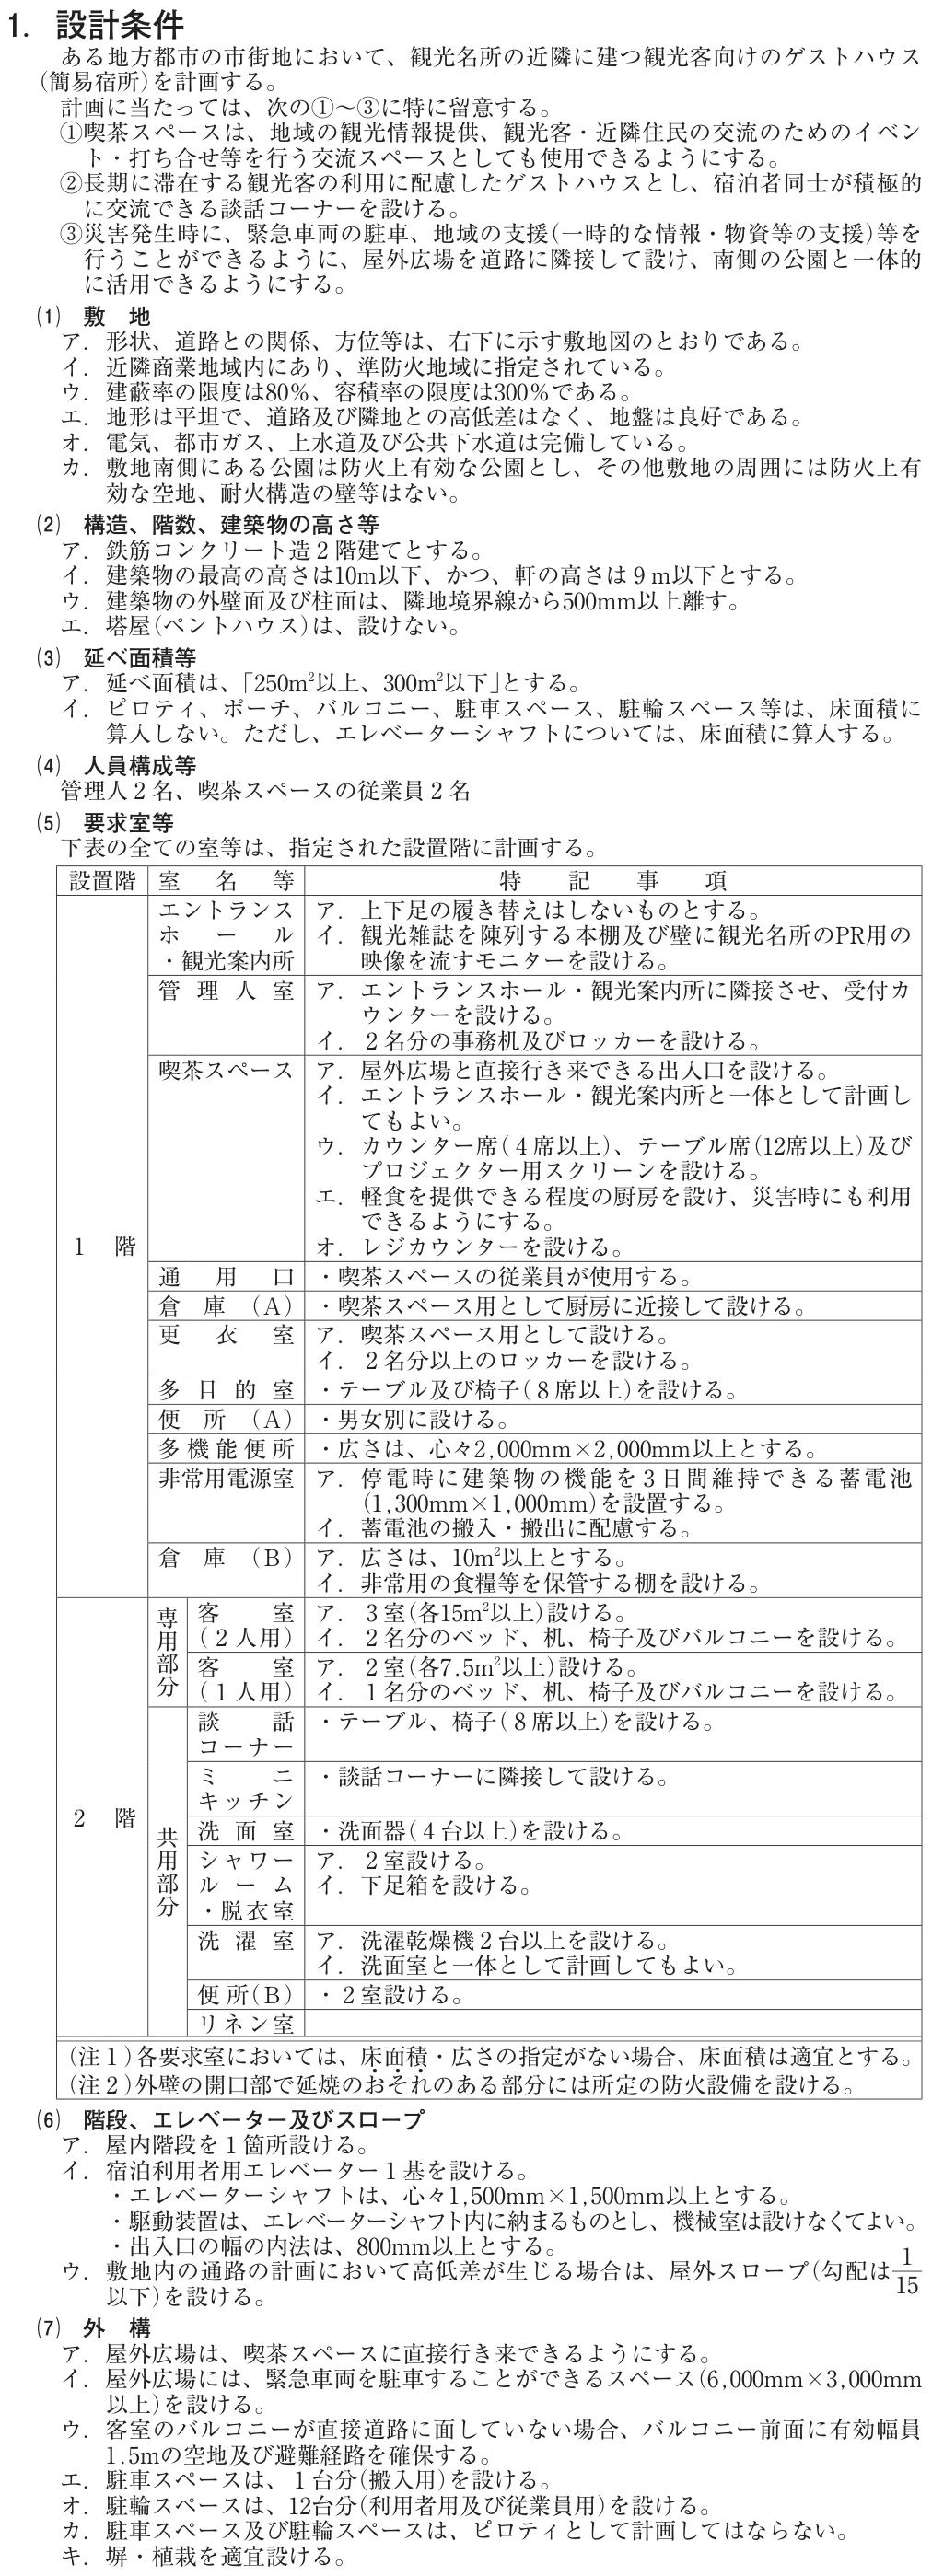 1. 設計条件
ある地方都市の市街地において、観光名所の近隣に建つ観光客向けのゲストハウス
(簡易宿所)を計画する。
計画に当たっては、次の①～③に特に留意する。
①喫茶スペースは、地域の観光情報提供、観光客・近隣住民の交流のためのイベン
ト・打ち合せ等を行う交流スペースとしても使用できるようにする。
②長期に滞在する観光客の利用に配慮したゲストハウスとし、宿泊者同士が積極的
に交流できる談話コーナーを設ける。
③災害発生時に、緊急車両の駐車、地域の支援(一時的な情報・物資等の支援)等を
行うことができるように、屋外広場を道路に隣接して設け、南側の公園と一体的
に活用できるようにする。
(1) 敷 地
ア. 形状、道路との関係、方位等は、右下に示す敷地図のとおりである。
イ. 近隣商業地域内にあり、準防火地域に指定されている。
ウ. 建蔽率の限度は80%、容積率の限度は300%である。
エ. 地形は平坦で、道路及び隣地との高低差はなく、地盤は良好である。
オ. 電気、都市ガス、上水道及び公共下水道は完備している。
カ. 敷地南側にある公園は防火上有効な公園とし、その他敷地の周囲には防火上有
効な空地、耐火構造の壁等はない。
(2) 構造、階数、建築物の高さ等
ア. 鉄筋コンクリート造2階建てとする。
イ. 建築物の最高の高さは10m以下、かつ、軒の高さは9m以下とする。
ウ. 建築物の外壁面及び柱面は、隣地境界線から500mm以上離す。
エ. 塔屋(ペントハウス)は、設けない。
(3) 延べ面積等
ア. 延べ面積は、「250m²以上、300m²以下」とする。
イ. ピロティ、ポーチ、バルコニー、駐車スペース、駐輪スペース等は、床面積に
算入しない。ただし、エレベーターシャフトについては、床面積に算入する。
(4) 人員構成等
管理人2名、喫茶スペースの従業員2名
(5) 要求室等
下表の全ての室等は、指定された設置階に計画する。
設置階 室名等 特記事項
1階
エントランス ア. 上下足の履き替えはしないものとする。
ホール イ. 観光雑誌を陳列する本棚及び壁に観光名所のPR用の
・観光案内所 映像を流すモニターを設ける。
管理人室 ア. エントランスホール・観光案内所に隣接させ、受付カ
ウンターを設ける。
イ. 2名分の事務机及びロッカーを設ける。
喫茶スペース ア. 屋外広場と直接行き来できる出入口を設ける。
イ. エントランスホール・観光案内所と一体として計画し
てもよい。
ウ. カウンター席(4席以上)、テーブル席(12席以上)及び
プロジェクター用スクリーンを設ける。
エ. 軽食を提供できる程度の厨房を設け、災害時にも利用
できるようにする。
オ. レジカウンターを設ける。
通用口 ・喫茶スペースの従業員が使用する。
倉庫(A) ・喫茶スペース用として厨房に近接して設ける。
更衣室 ア. 喫茶スペース用として設ける。
イ. 2名分以上のロッカーを設ける。
多目的室 ・テーブル及び椅子(8席以上)を設ける。
便所(A) ・男女別に設ける。
多機能便所 ・広さは、心々2,000mm×2,000mm以上とする。
非常用電源室 ア. 停電時に建築物の機能を3日間維持できる蓄電池
(1,300mm×1,000mm)を設置する。
イ. 蓄電池の搬入・搬出に配慮する。
倉庫(B) ア. 広さは、10m²以上とする。
イ. 非常用の食糧等を保管する棚を設ける。
2階
専用部分
客室 ア. 3室(各15m²以上)設ける。
(2人用) イ. 2名分のベッド、机、椅子及びバルコニーを設ける。
客室 ア. 2室(各7.5m²以上)設ける。
(1人用) イ. 1名分のベッド、机、椅子及びバルコニーを設ける。
共用部分
談話 ・テーブル、椅子(8席以上)を設ける。
コーナー
ミニ ・談話コーナーに隣接して設ける。
キッチン
洗面室 ・洗面器(4台以上)を設ける。
シャワー ア. 2室設ける。
ルーム イ. 下足箱を設ける。
・脱衣室
洗濯室 ア. 洗濯乾燥機2台以上を設ける。
イ. 洗面室と一体として計画してもよい。
便所(B) ・2室設ける。
リネン室
(注1)各要求室においては、床面積・広さの指定がない場合、床面積は適宜とする。
(注2)外壁の開口部で延焼のおそれのある部分には所定の防火設備を設ける。
(6) 階段、エレベーター及びスロープ
ア. 屋内階段を1箇所設ける。
イ. 宿泊利用者用エレベーター1基を設ける。
・エレベーターシャフトは、心々1,500mm×1,500mm以上とする。
・駆動装置は、エレベーターシャフト内に納まるものとし、機械室は設けなくてよい。
・出入口の幅の内法は、800mm以上とする。
ウ. 敷地内の通路の計画において高低差が生じる場合は、屋外スロープ(勾配は1/15
以下)を設ける。
(7) 外 構
ア. 屋外広場は、喫茶スペースに直接行き来できるようにする。
イ. 屋外広場には、緊急車両を駐車することができるスペース(6,000mm×3,000mm
以上)を設ける。
ウ. 客室のバルコニーが直接道路に面していない場合、バルコニー前面に有効幅員
1.5mの空地及び避難経路を確保する。
エ. 駐車スペースは、1台分(搬入用)を設ける。
オ. 駐輪スペースは、12台分(利用者用及び従業員用)を設ける。
カ. 駐車スペース及び駐輪スペースは、ピロティとして計画してはならない。
キ. 塀・植栽を適宜設ける。